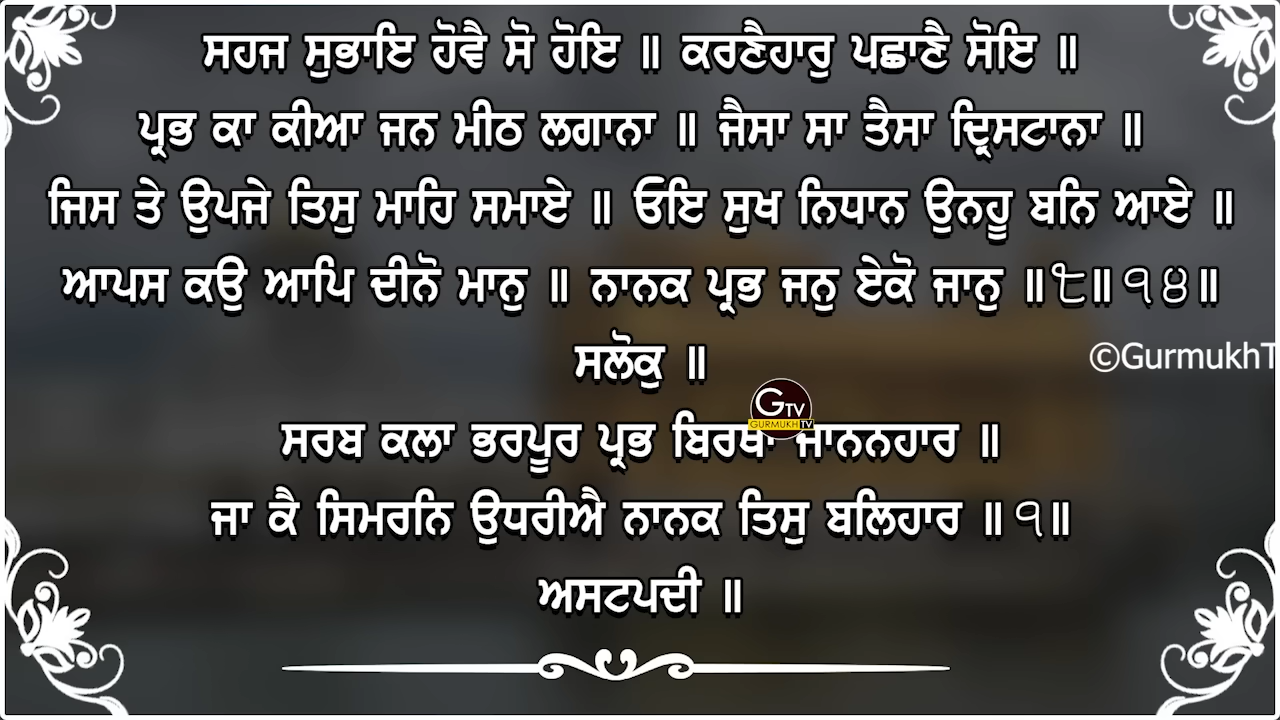 ਸਹਜ ਸੁਭਾਇ ਹੋਵੈ ਸੋ ਹੋਇ ॥ ਕਰਣੈਹਾਰੁ ਪਛਾਣੈ ਸੋਇ ॥
ਪ੍ਰਭ ਕਾ ਕੀਆ ਜਨ ਮੀਠ ਲਗਾਨਾ ॥ ਜੈਸਾ ਸਾ ਤੈਸਾ ਦ੍ਰਿਸਟਾਨਾ ॥
ਜਿਸ ਤੇ ਉਪਜੇ ਤਿਸੁ ਮਾਹਿ ਸਮਾਏ ॥ ਓਇ ਸੁਖ ਨਿਧਾਨ ਉਨਹੂ ਬਨਿ ਆਏ ॥
ਆਪਸ ਕਉ ਆਪਿ ਦੀਨੋ ਮਾਨੁ ॥ ਨਾਨਕ ਪ੍ਰਭ ਜਨੁ ਏਕੋ ਜਾਨੁ ॥੮॥੧੪॥
ਸਲੋਕੁ ॥
©GurmukhT
GTV
GURMUKH TV
ਸਰਬ ਕਲਾ ਭਰਪੂਰ ਪ੍ਰਭ ਬਿਰਥਾ ਜਾਨਨਹਾਰ ॥
ਜਾ ਕੈ ਸਿਮਰਨਿ ਉਧਰੀਐ ਨਾਨਕ ਤਿਸੁ ਬਲਿਹਾਰ ॥੧॥
ਅਸਟਪਦੀ ॥